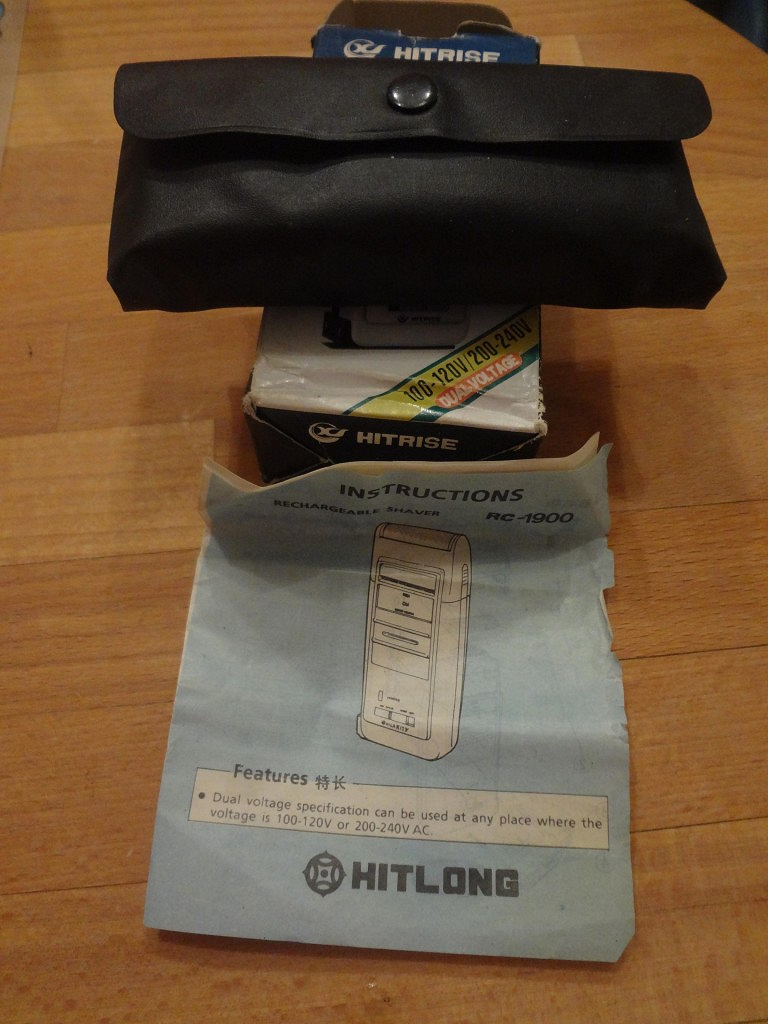 HITRISE
100-120V/200-240V
DUAL-VOLTAGE
HITRISE
INSTRUCTIONS
RECHARGEABLE SHAVER RC-1900
Features 特长
• Dual voltage specification can be used at any place where the
voltage is 100-120V or 200-240V AC.
HITLONG